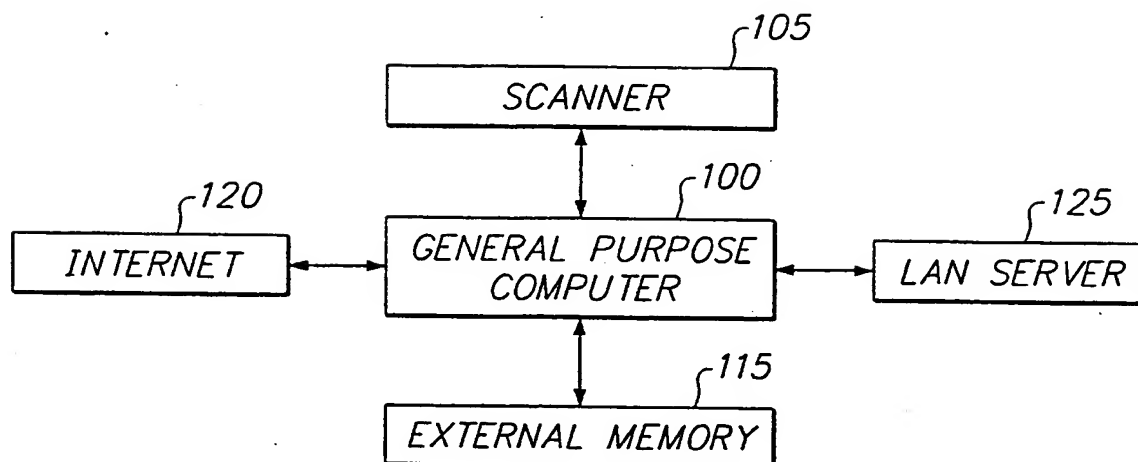 105
SCANNER
100
120
125
INTERNET
GENERAL PURPOSE
COMPUTER
LAN SERVER
115
EXTERNAL MEMORY